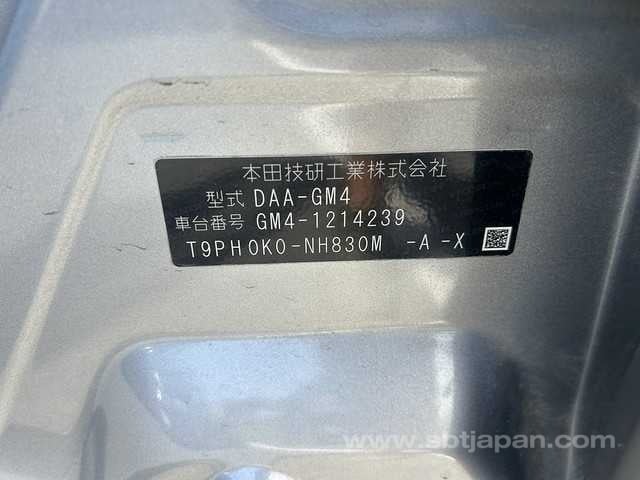 本田技研工業株式会社
型式 DAA-GM4
車台番号 GM4-1214239
T9PH0K0-NH830M -A -X
www.sbtjapan.com